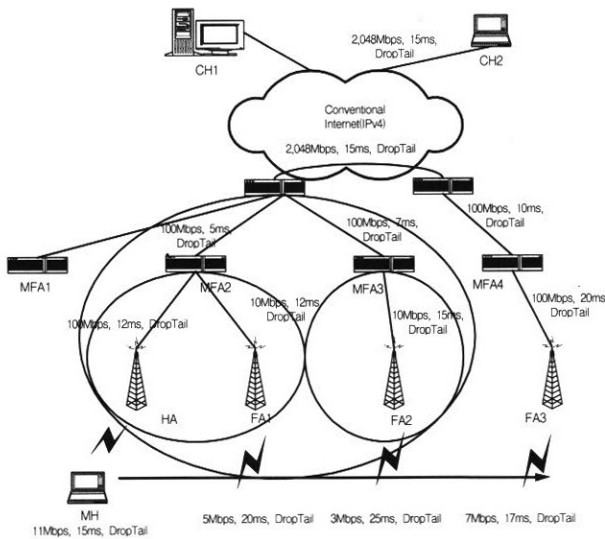 CH1
2,048Mbps, 15ms,
DropTail
CH2
Conventional
Internet(IPv4)
2,048Mbps, 15ms, DropTail
100Mbps, 5ms,
DropTail
100Mbps, 7ms,
DropTail
100Mbps, 10ms,
DropTail
MFA1
MFA2
MFA3
MFA4
100Mbps, 12ms, DropTail
10Mbps, 12ms,
DropTail
10Mbps, 15ms,
DropTail
100Mbps, 20ms,
DropTail
HA
FA1
FA2
FA3
MH
11Mbps, 15ms, DropTail
5Mbps, 20ms, DropTail
3Mbps, 25ms, DropTail
7Mbps, 17ms, DropTail